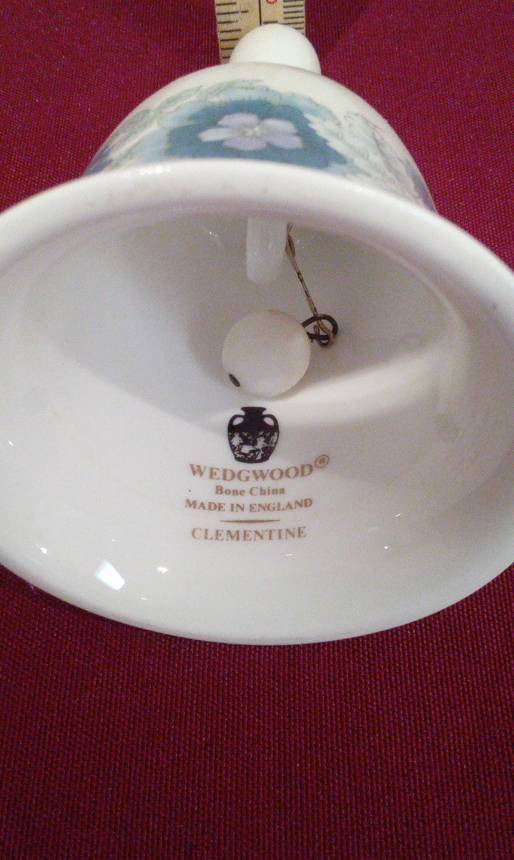 WEDGWOOD®
Bone China
MADE IN ENGLAND
CLEMENTINE